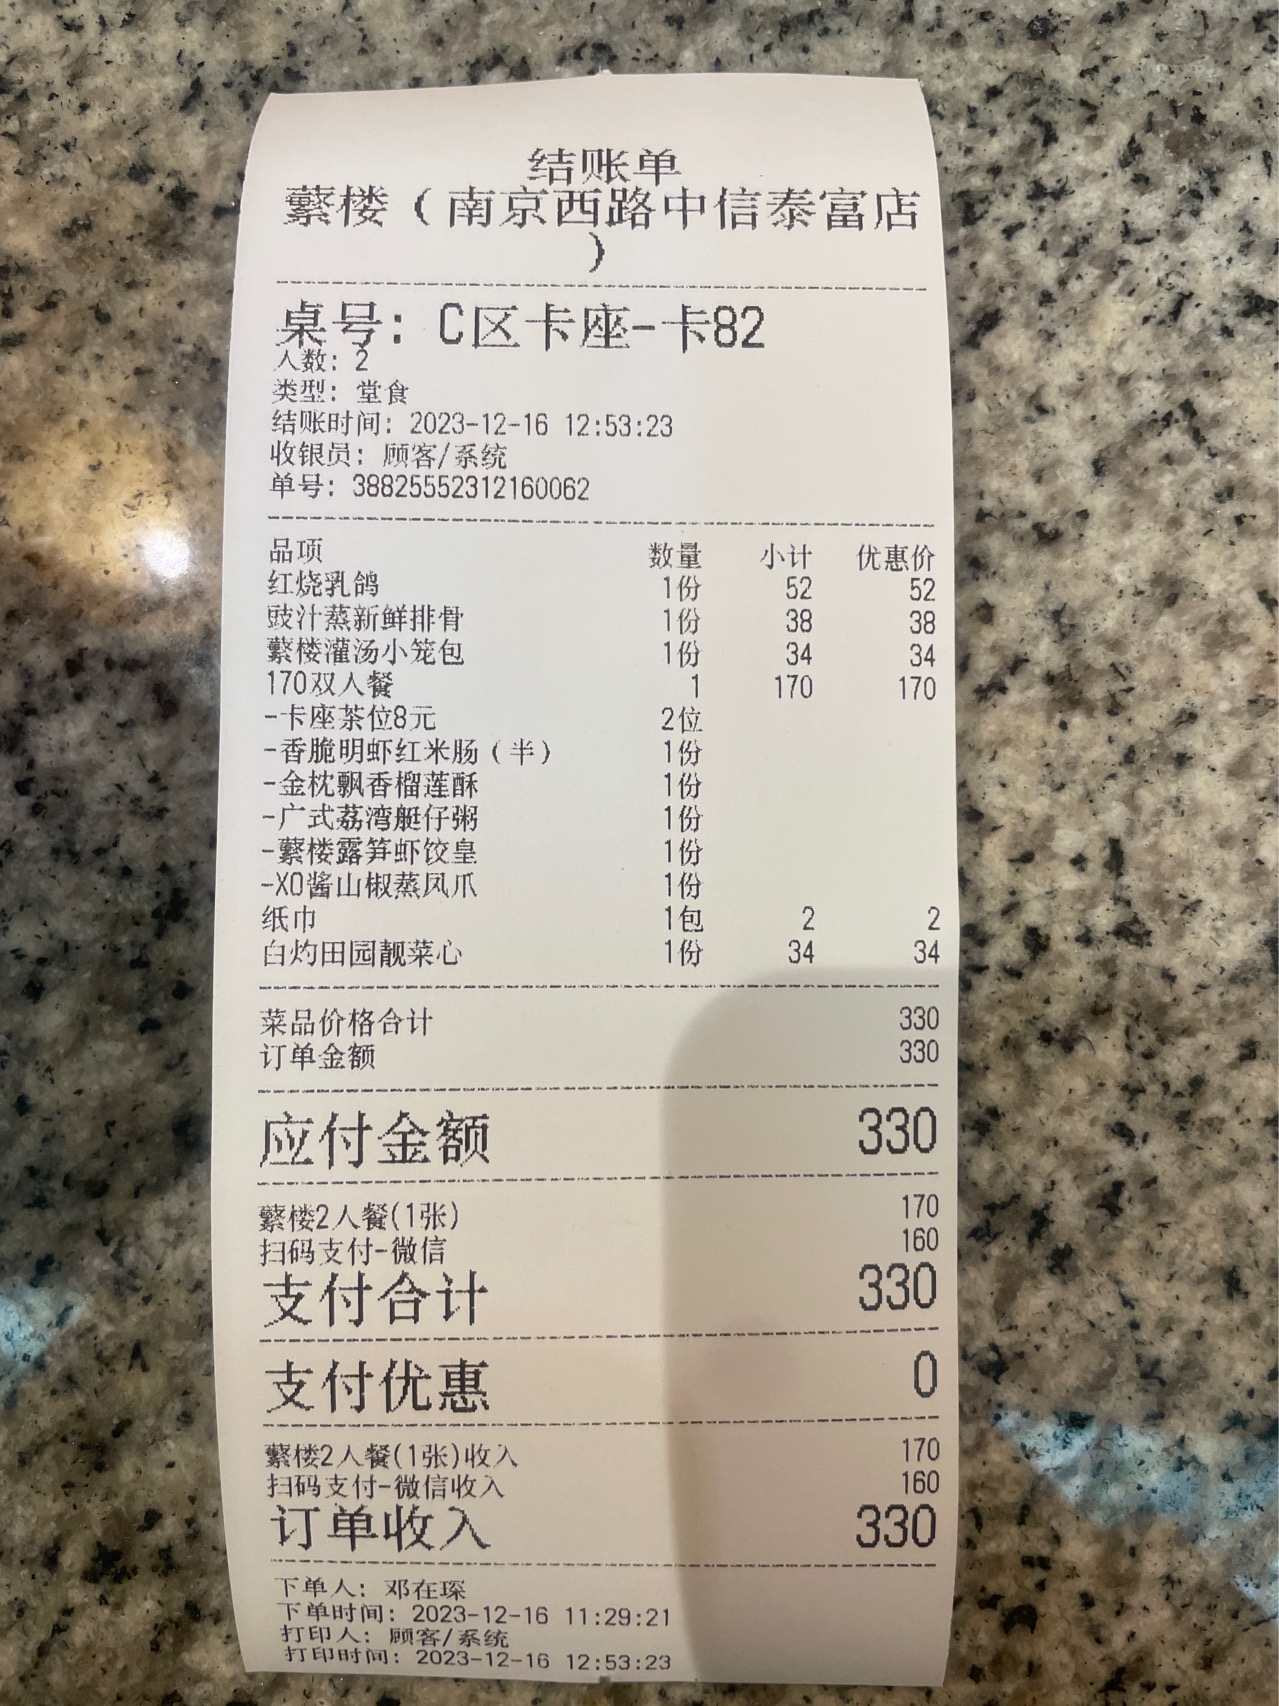 结账单
蘩楼（南京西路中信泰富店
）
桌号：C区卡座-卡82
人数：2
类型：堂食
结账时间：2023-12-16 12:53:23
收银员：顾客/系统
单号：38825552312160062
品项 数量 小计 优惠价
红烧乳鸽 1份 52 52
豉汁蒸新鲜排骨 1份 38 38
蘩楼灌汤小笼包 1份 34 34
170双人餐 1 170 170
-卡座茶位8元 2位
-香脆明虾红米肠（半） 1份
-金枕飘香榴莲酥 1份
-广式荔湾艇仔粥 1份
-蘩楼露笋虾饺皇 1份
-XO酱山椒蒸凤爪 1份
纸巾 1包 2 2
白灼田园靓菜心 1份 34 34
菜品价格合计 330
订单金额 330
应付金额 330
蘩楼2人餐(1张) 170
扫码支付-微信 160
支付合计 330
支付优惠 0
蘩楼2人餐(1张)收入 170
扫码支付-微信收入 160
订单收入 330
下单人：邓在琛
下单时间：2023-12-16 11:29:21
打印人：顾客/系统
打印时间：2023-12-16 12:53:23